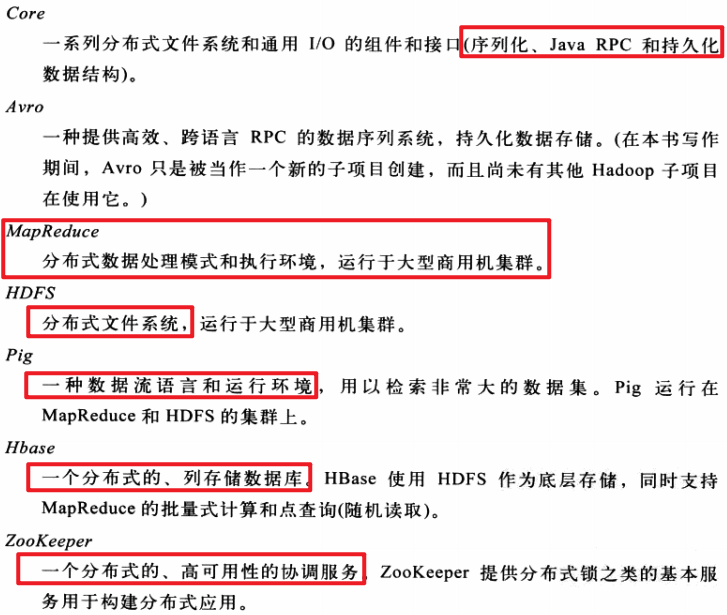 Core
一系列分布式文件系统和通用 I/O 的组件和接口(序列化、Java RPC 和持久化
数据结构)。
Avro
一种提供高效、跨语言 RPC 的数据序列系统，持久化数据存储。(在本书写作
期间，Avro 只是被当作一个新的子项目创建，而且尚未有其他 Hadoop 子项目
在使用它。)
MapReduce
分布式数据处理模式和执行环境，运行于大型商用机集群。
HDFS
分布式文件系统，运行于大型商用机集群。
Pig
一种数据流语言和运行环境，用以检索非常大的数据集。Pig 运行在
MapReduce 和 HDFS 的集群上。
Hbase
一个分布式的、列存储数据库。HBase 使用 HDFS 作为底层存储，同时支持
MapReduce 的批量式计算和点查询(随机读取)。
ZooKeeper
一个分布式的、高可用性的协调服务。ZooKeeper 提供分布式锁之类的基本服
务用于构建分布式应用。